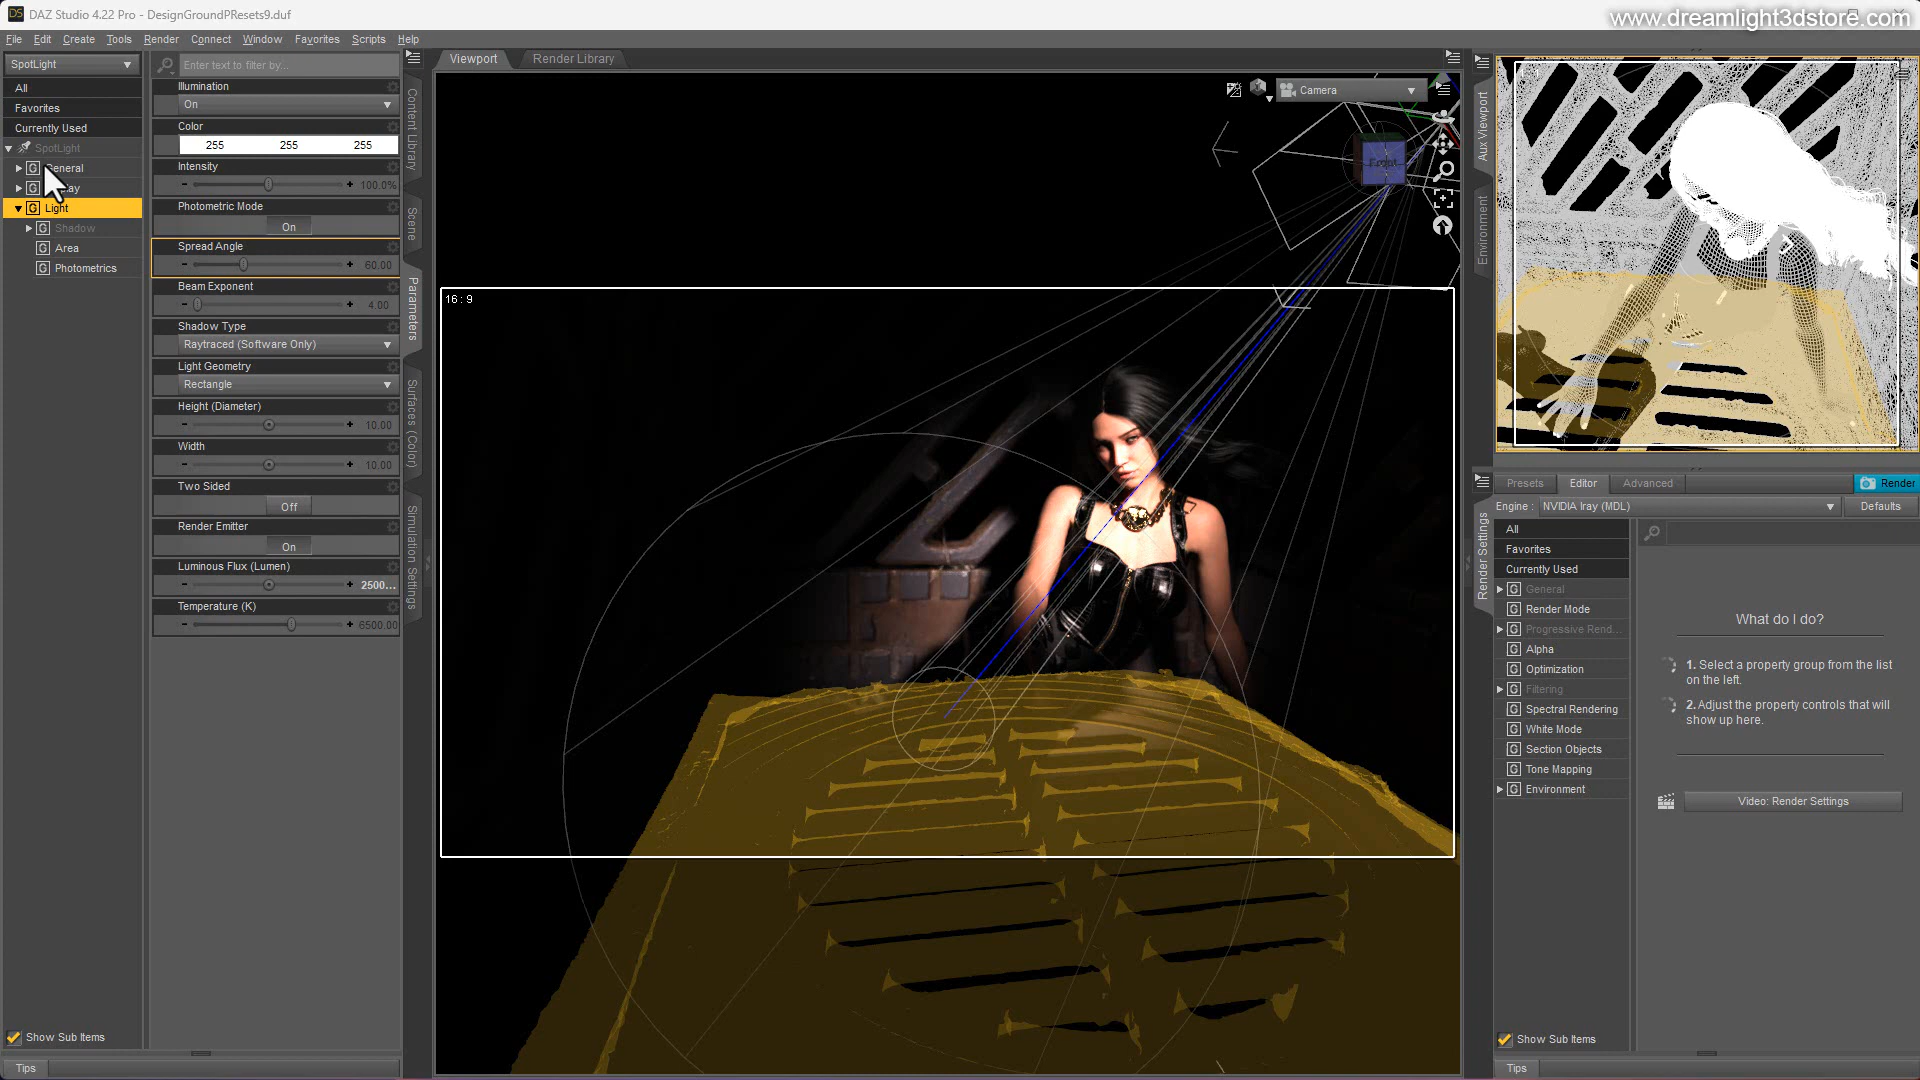 DAZ Studio 4.22 Pro - DesignGroundPResets9.duf
www.dreamlight3dstore.com
File Edit Create Tools Render Connect Window Favorites Scripts Help
SpotLight
All
Favorites
Currently Used
SpotLight
General
Light
Shadow
Area
Photometrics
Show Sub Items
Tips
Enter text to filter by...
Illumination
On
Color
255 255 255
Intensity
100.0%
Photometric Mode
On
Spread Angle
60.00
Beam Exponent
4.00
Shadow Type
Raytraced (Software Only)
Light Geometry
Rectangle
Height (Diameter)
10.00
Width
10.00
Two Sided
Off
Render Emitter
On
Luminous Flux (Lumen)
2500...
Temperature (K)
6500.00
Content Library
Scene
Parameters
Surfaces (Color)
Simulation Settings
Viewport Render Library
Camera
Front
16 : 9
Aux Viewport
Environment
Render Settings
Presets Editor Advanced Render
Engine : NVIDIA Iray (MDL) Defaults
All
Favorites
Currently Used
General
Render Mode
Progressive Rend...
Alpha
Optimization
Filtering
Spectral Rendering
White Mode
Section Objects
Tone Mapping
Environment
What do I do?
1. Select a property group from the list
on the left.
2. Adjust the property controls that will
show up here.
Video: Render Settings
Show Sub Items
Tips